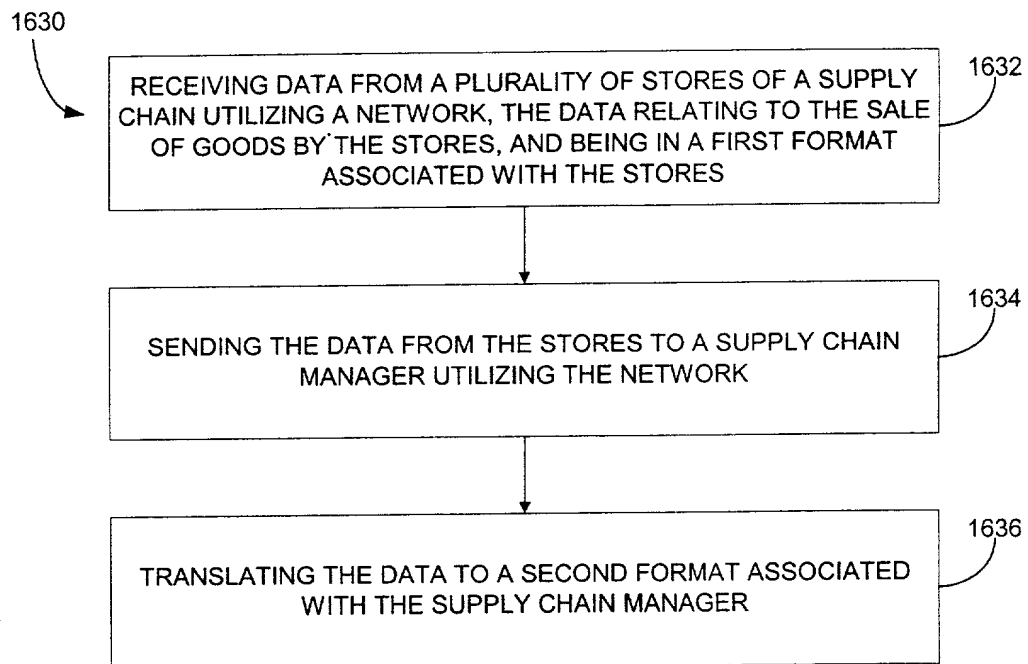 1630
RECEIVING DATA FROM A PLURALITY OF STORES OF A SUPPLY
CHAIN UTILIZING A NETWORK, THE DATA RELATING TO THE SALE
OF GOODS BY THE STORES, AND BEING IN A FIRST FORMAT
ASSOCIATED WITH THE STORES
1632
SENDING THE DATA FROM THE STORES TO A SUPPLY CHAIN
MANAGER UTILIZING THE NETWORK
1634
TRANSLATING THE DATA TO A SECOND FORMAT ASSOCIATED
WITH THE SUPPLY CHAIN MANAGER
1636